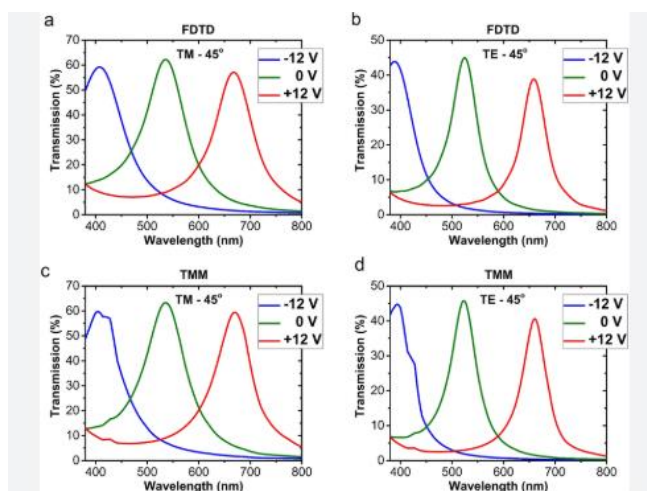 a
FDTD
TM - 45°
-12 V
0 V
+12 V
Transmission (%)
70
60
50
40
30
20
10
0
400 500 600 700 800
Wavelength (nm)
b
FDTD
TE - 45°
-12 V
0 V
+12 V
Transmission (%)
50
40
30
20
10
0
400 500 600 700 800
Wavelength (nm)
c
TMM
TM - 45°
-12 V
0 V
+12 V
Transmission (%)
70
60
50
40
30
20
10
0
400 500 600 700 800
Wavelength (nm)
d
TMM
TE - 45°
-12 V
0 V
+12 V
Transmission (%)
50
40
30
20
10
0
400 500 600 700 800
Wavelength (nm)